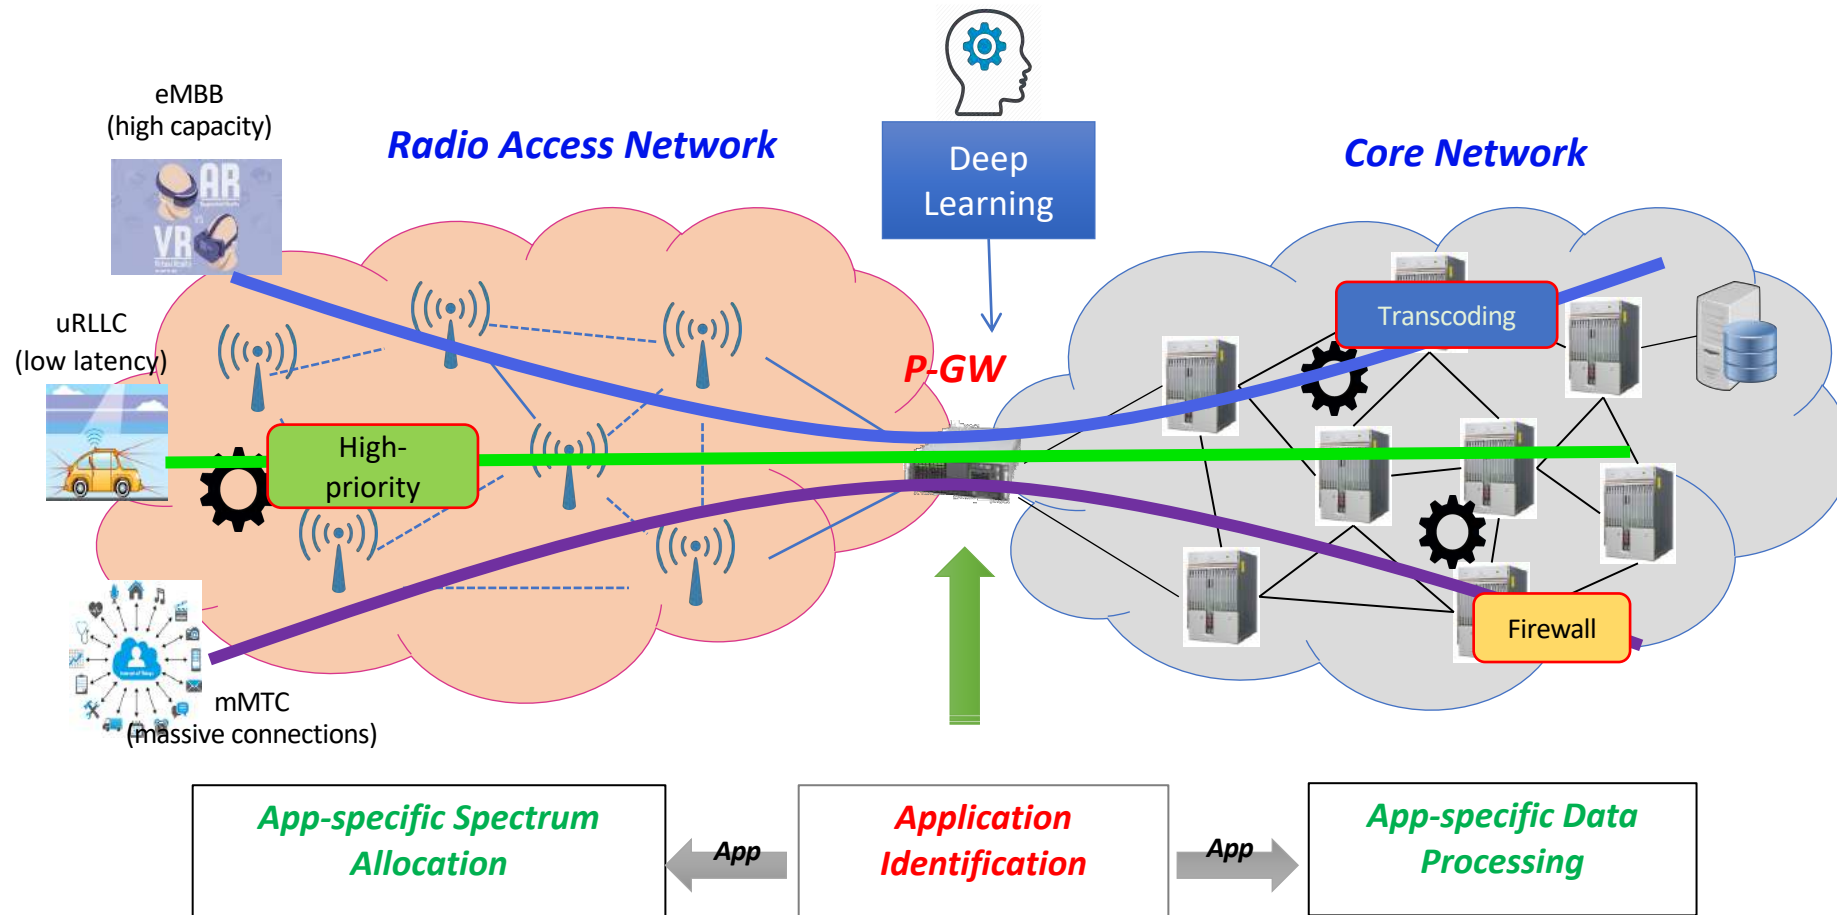 eMBB
(high capacity)
Radio Access Network
Deep
Learning
Core Network
AR
VS
VR
uRLLC
(low latency)
P-GW
Transcoding
High-
priority
Firewall
mMTC
(massive connections)
App-specific Spectrum
Allocation
App
Application
Identification
App
App-specific Data
Processing